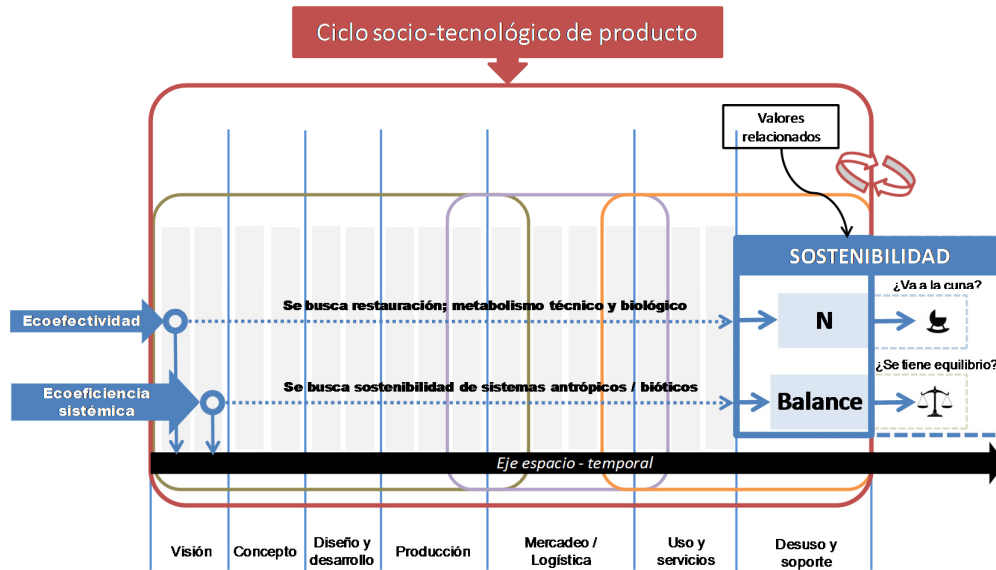 Ciclo socio-tecnológico de producto
Valores
relacionados
SOSTENIBILIDAD
¿Va a la cuna?
Se busca restauración; metabolismo técnico y biológico
Ecoefectividad
N
¿Se tiene equilibrio?
Se busca sostenibilidad de sistemas antrópicos / bióticos
Ecoeficiencia
sistémica
Balance
Eje espacio - temporal
Visión
Concepto
Diseño y
desarrollo
Producción
Mercadeo /
Logística
Uso y
servicios
Desuso y
soporte